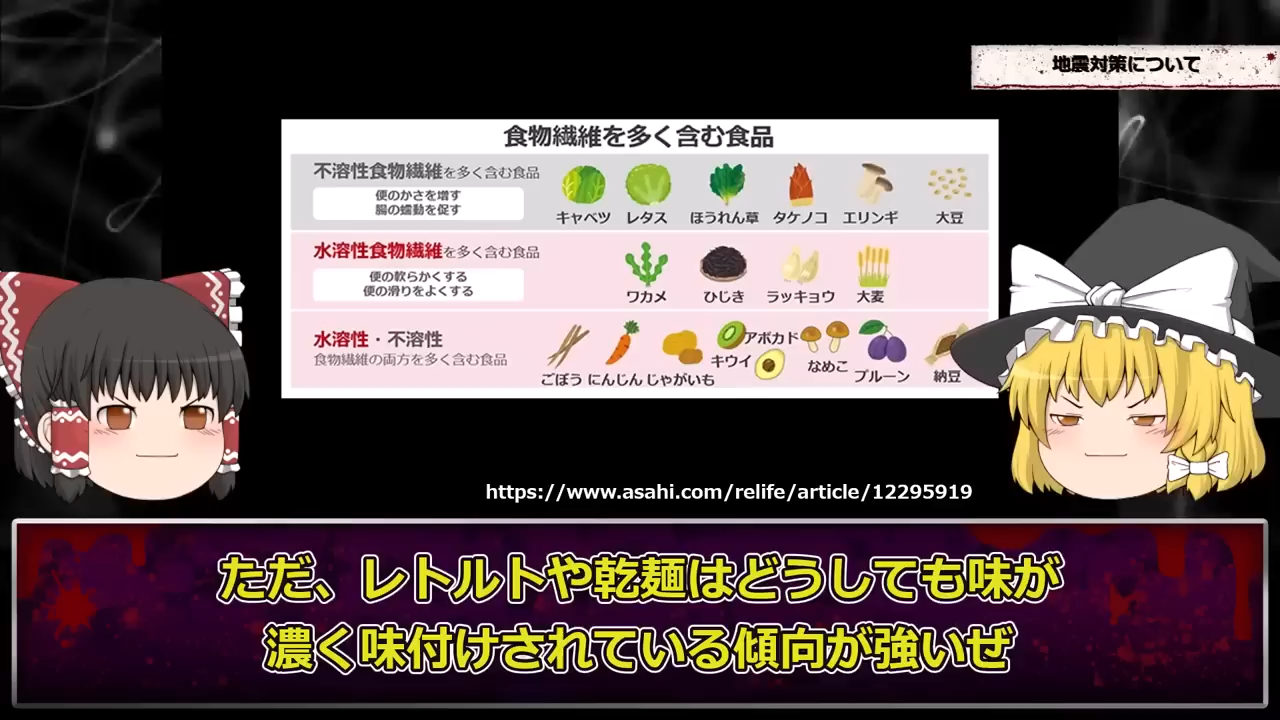 地震対策について
食物繊維を多く含む食品
不溶性食物繊維を多く含む食品
便のかさを増す
腸の蠕動を促す
キャベツ レタス ほうれん草 タケノコ エリンギ 大豆
水溶性食物繊維を多く含む食品
便の軟らかくする
便の滑りをよくする
ワカメ ひじき ラッキョウ 大麦
水溶性・不溶性
食物繊維の両方を多く含む食品
ごぼう にんじん じゃがいも キウイ アボカド なめこ プルーン 納豆
https://www.asahi.com/relife/article/12295919
ただ、レトルトや乾麺はどうしても味が
濃く味付けされている傾向が強いぜ